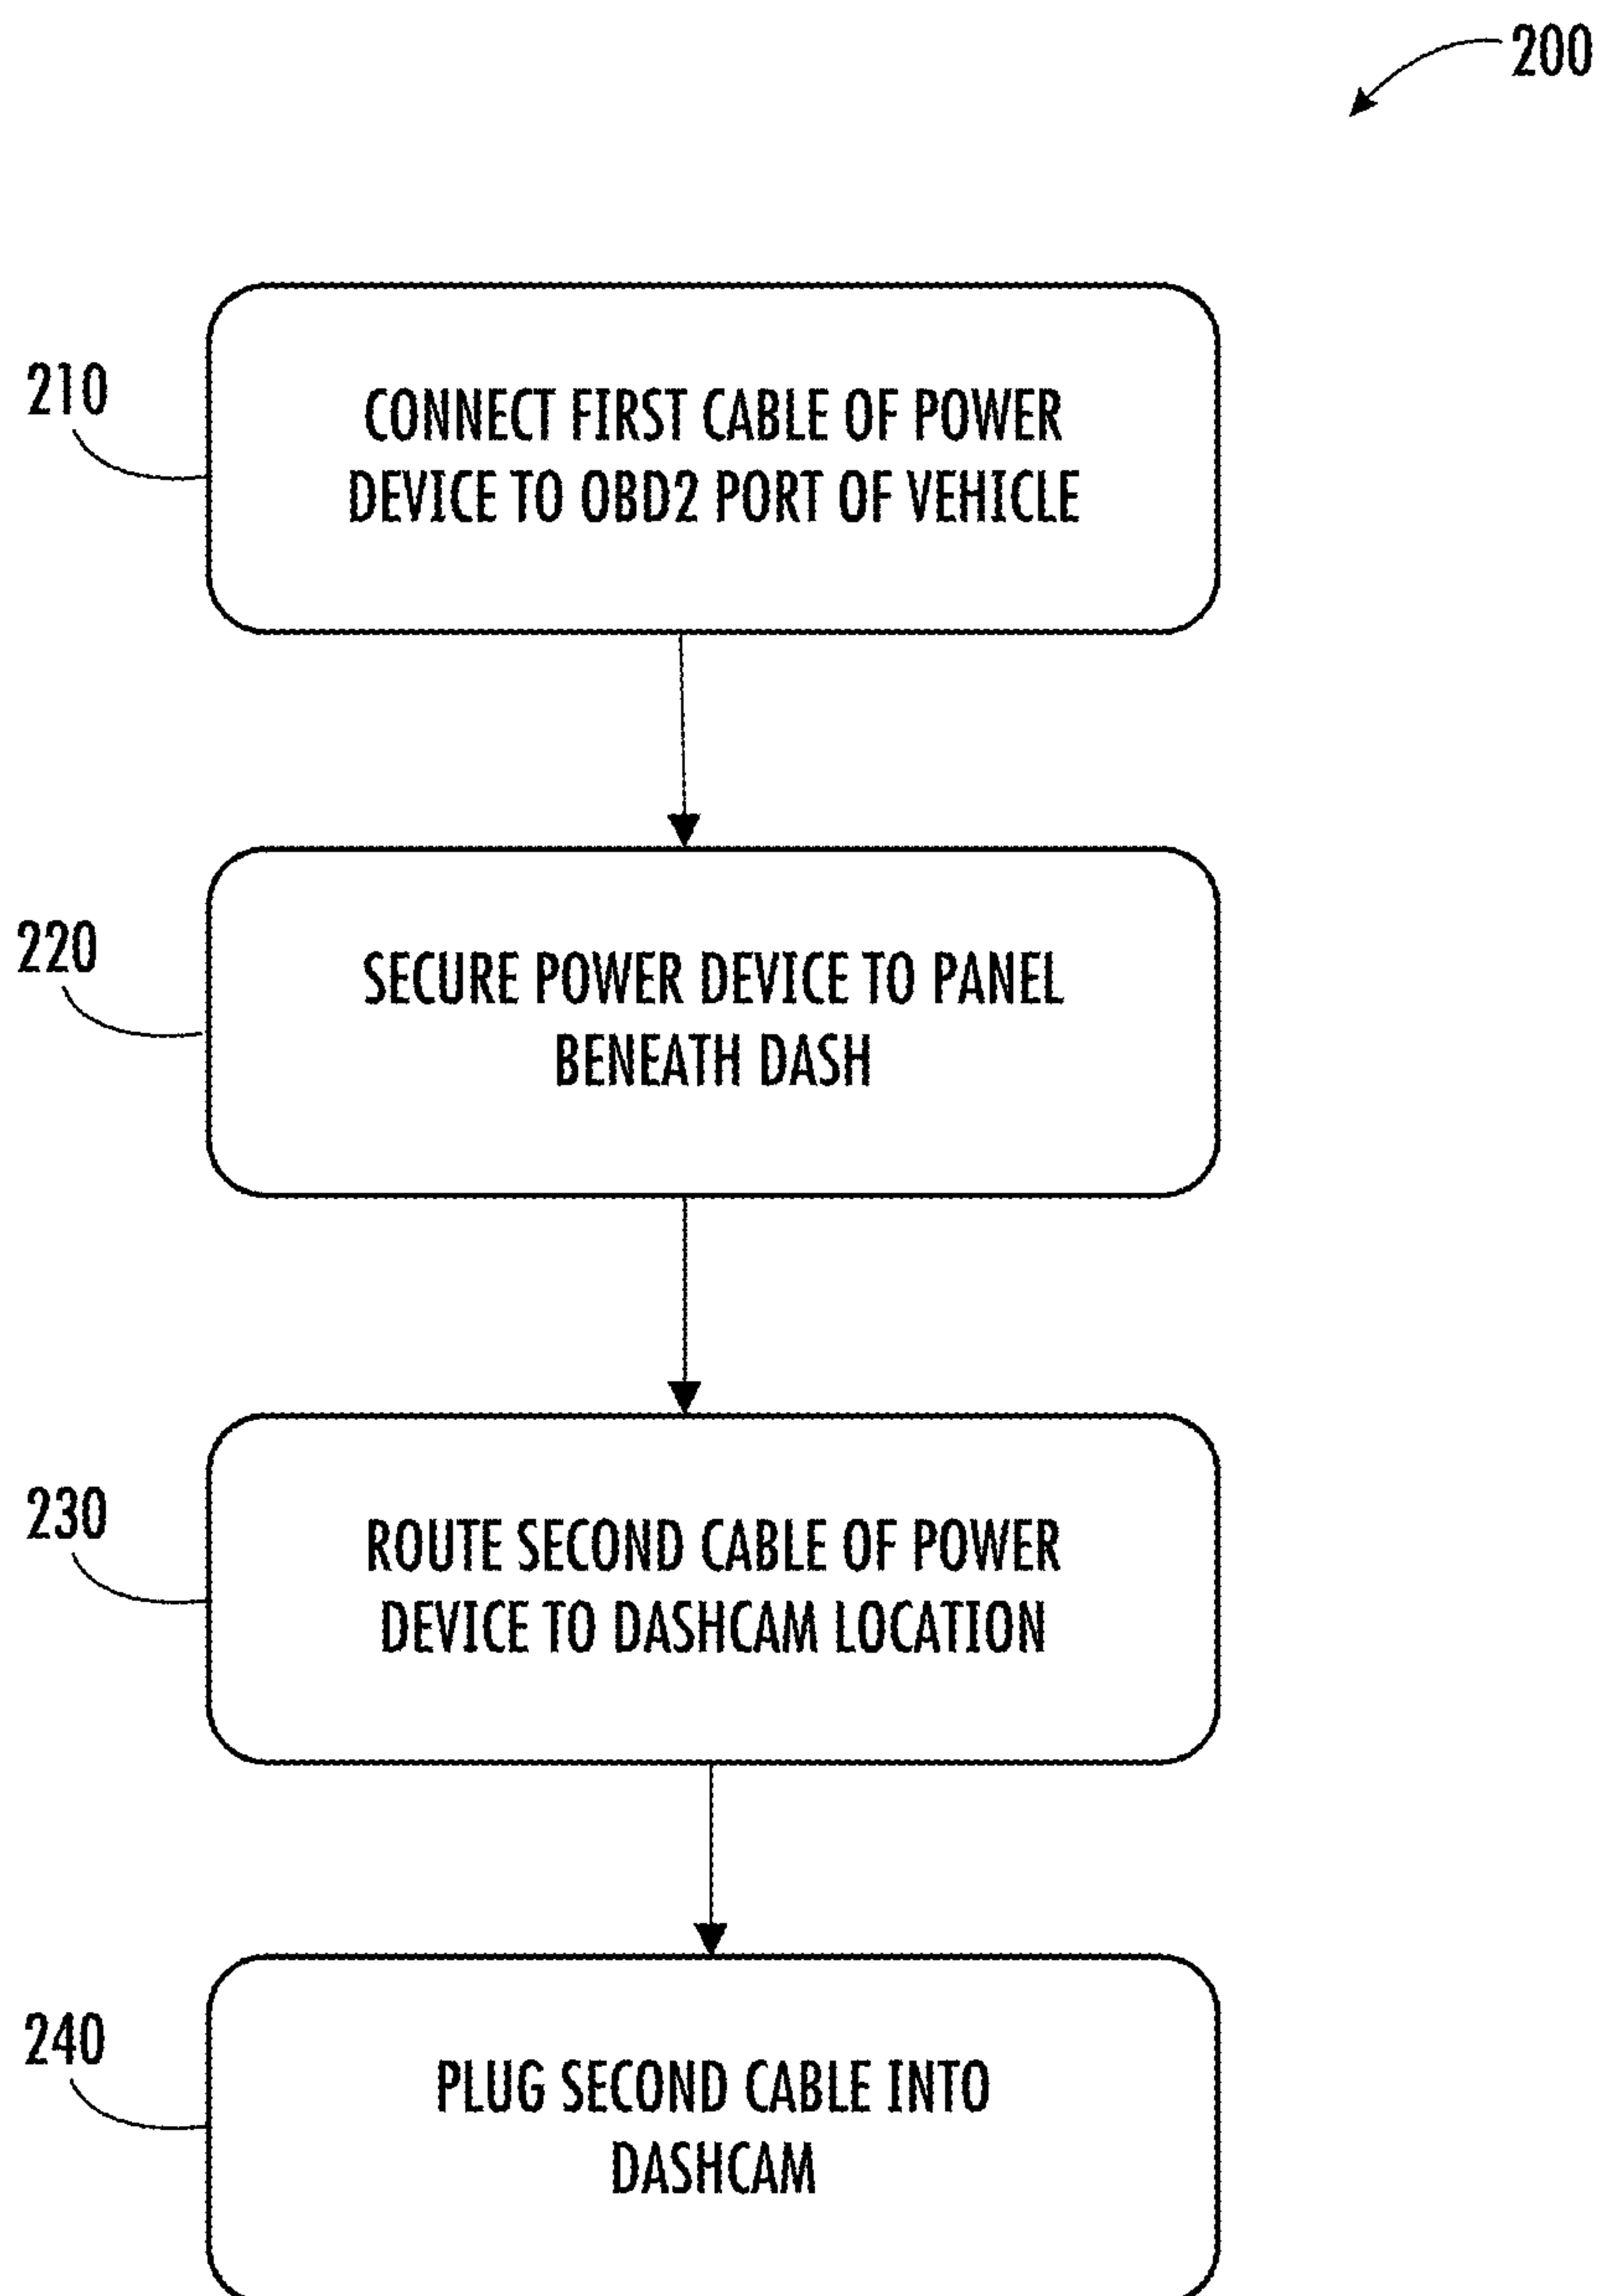 200
210
CONNECT FIRST CABLE OF POWER
DEVICE TO OBD2 PORT OF VEHICLE
220
SECURE POWER DEVICE TO PANEL
BENEATH DASH
230
ROUTE SECOND CABLE OF POWER
DEVICE TO DASHCAM LOCATION
240
PLUG SECOND CABLE INTO
DASHCAM